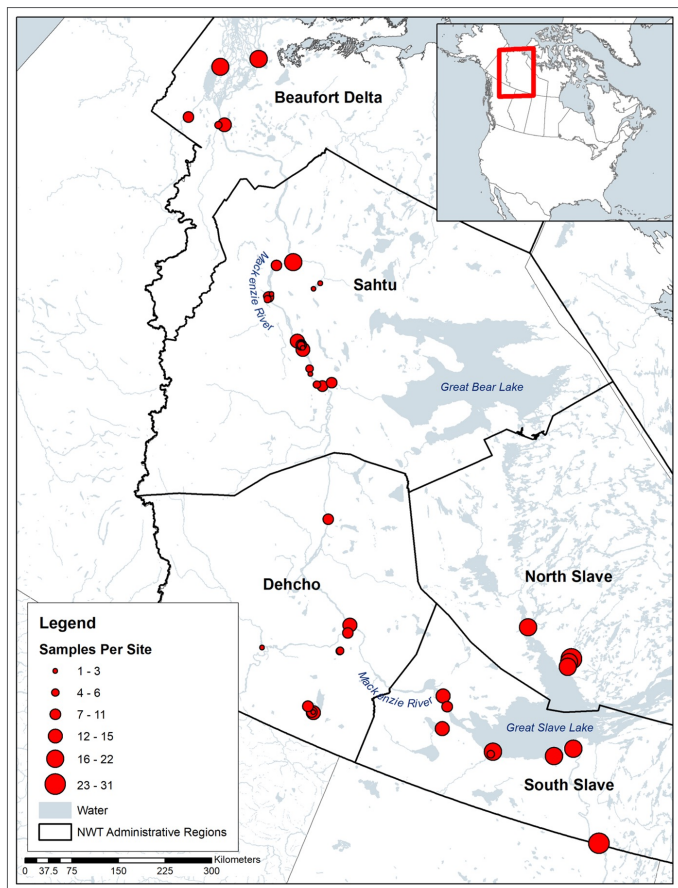 Beaufort Delta
Mackenzie River
Sahtu
Great Bear Lake
Dehcho
North Slave
Mackenzie River
Great Slave Lake
South Slave
Legend
Samples Per Site
1 - 3
4 - 6
7 - 11
12 - 15
16 - 22
23 - 31
Water
NWT Administrative Regions
Kilometers
0 37.5 75 150 225 300